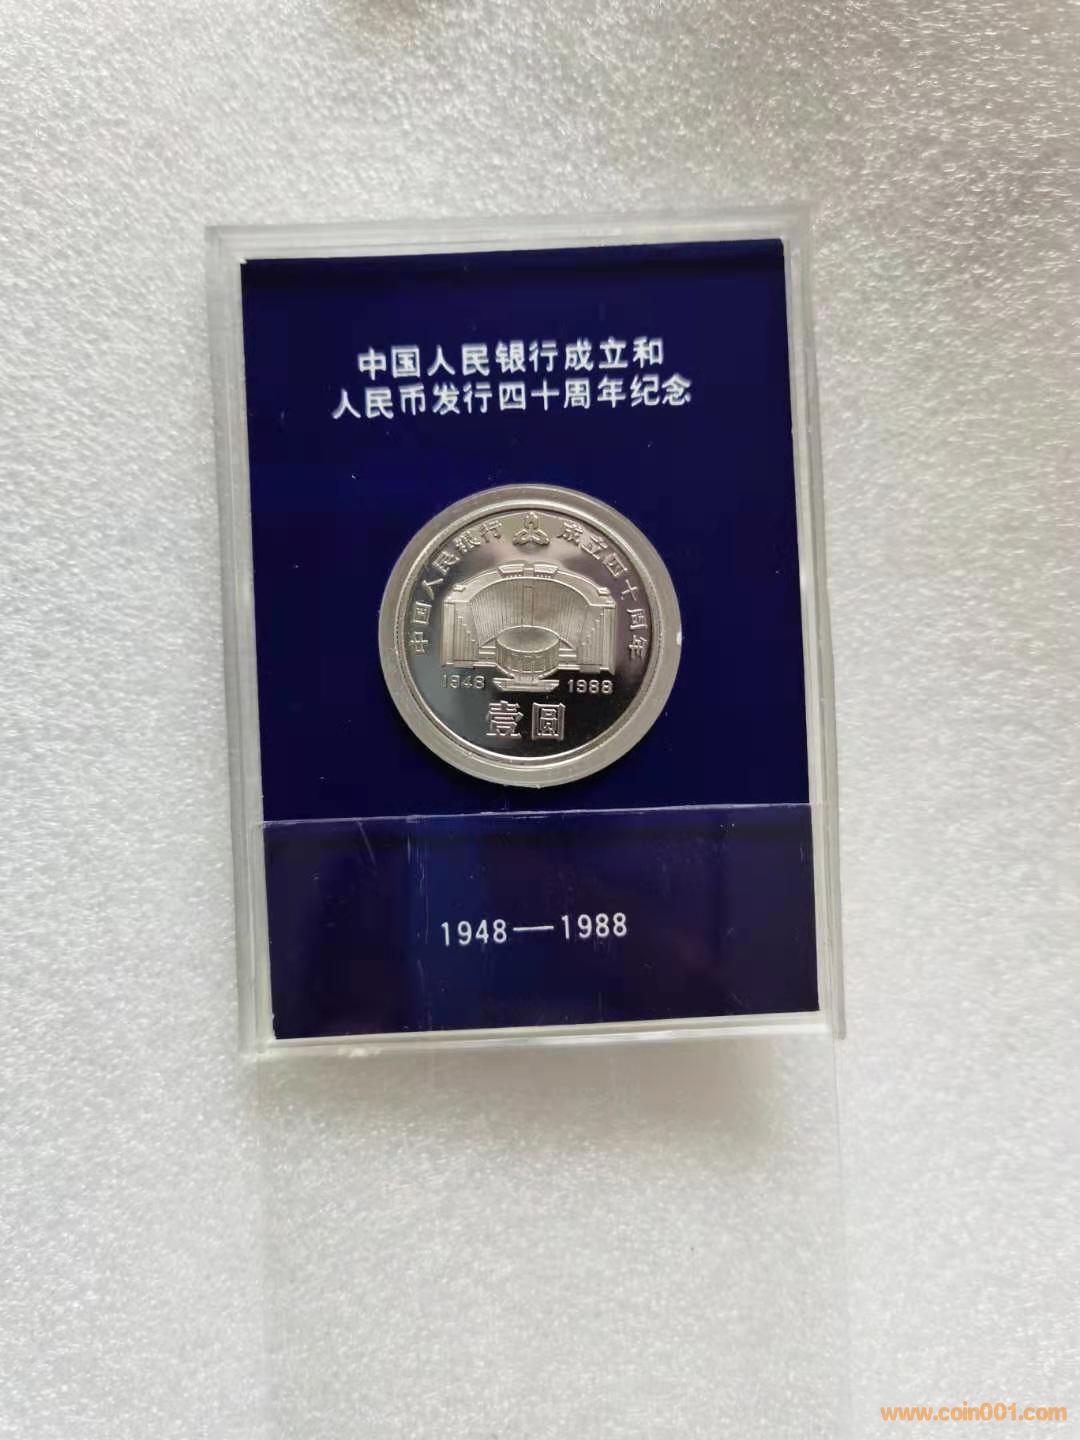 中国人民银行成立和
人民币发行四十周年纪念
中国人民银行 成立四十周年
1948 1988
壹圆
1948—1988
www.coin001.com